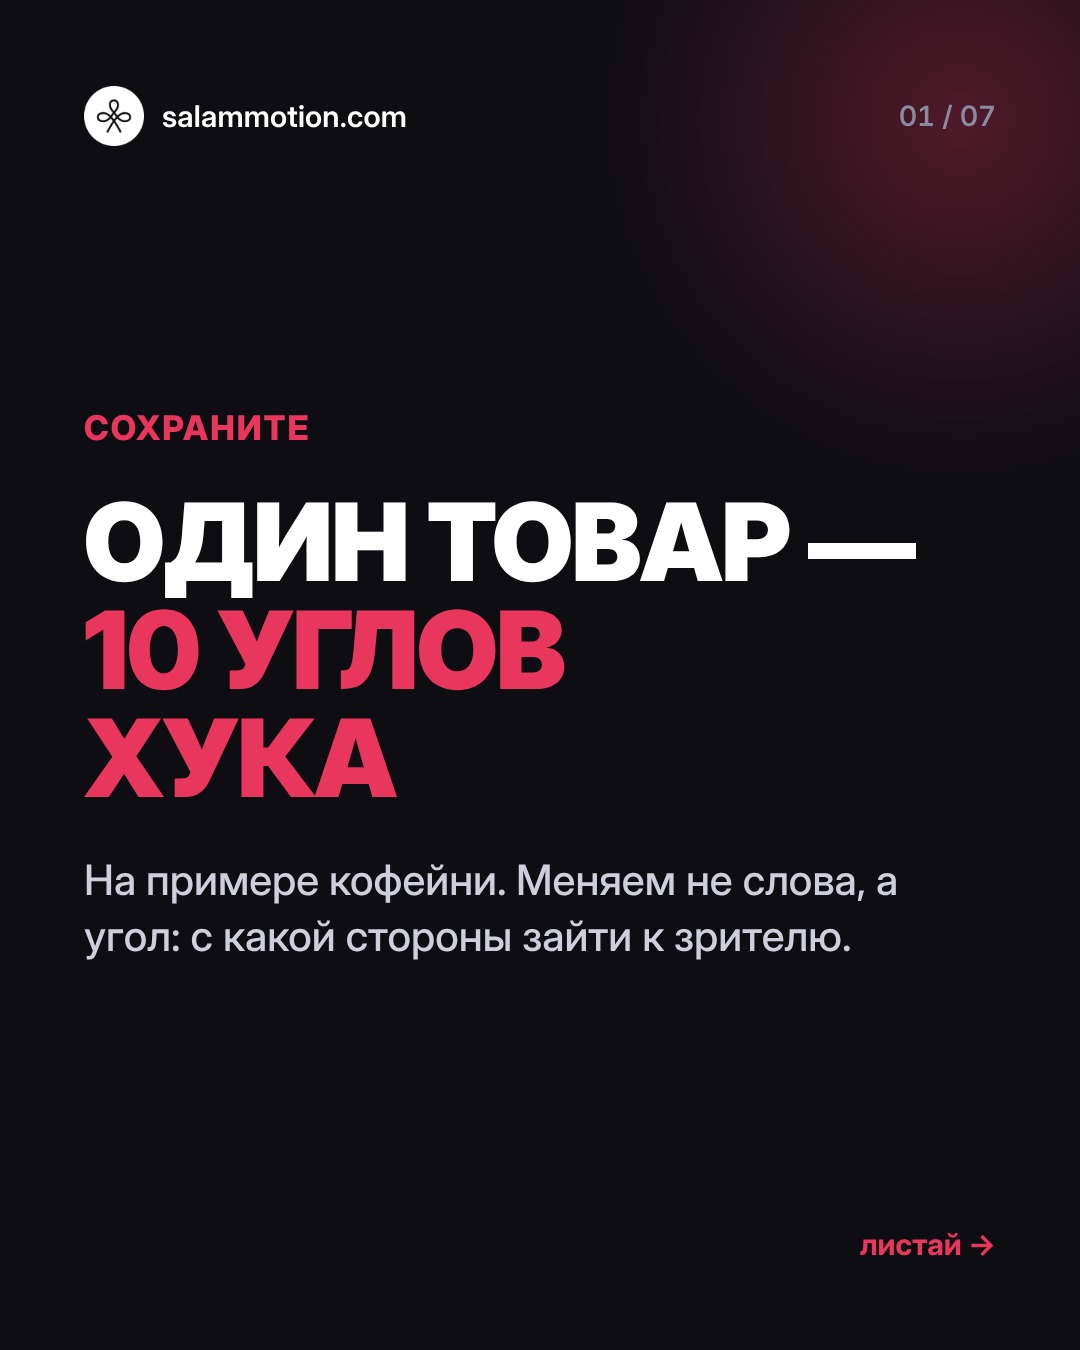 salammotion.com
01 / 07
СОХРАНИТЕ
ОДИН ТОВАР —
10 УГЛОВ
ХУКА
На примере кофейни. Меняем не слова, а
угол: с какой стороны зайти к зрителю.
листай →